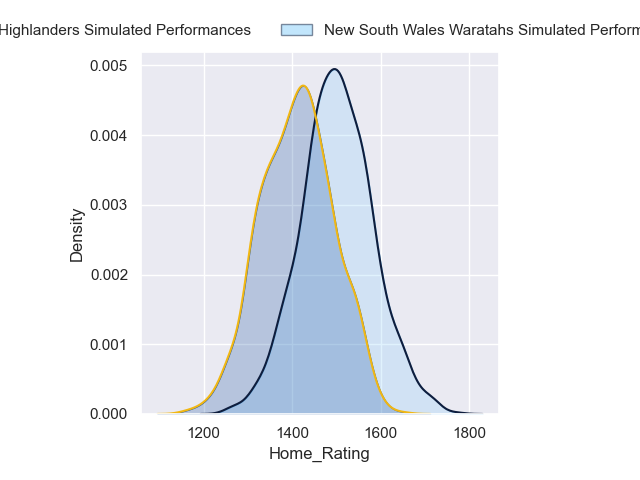 Highlanders Simulated Performances
New South Wales Waratahs Simulated Perform
0.005
0.004
0.003
0.002
0.001
0.000
Density
1200 1400 1600 1800
Home_Rating